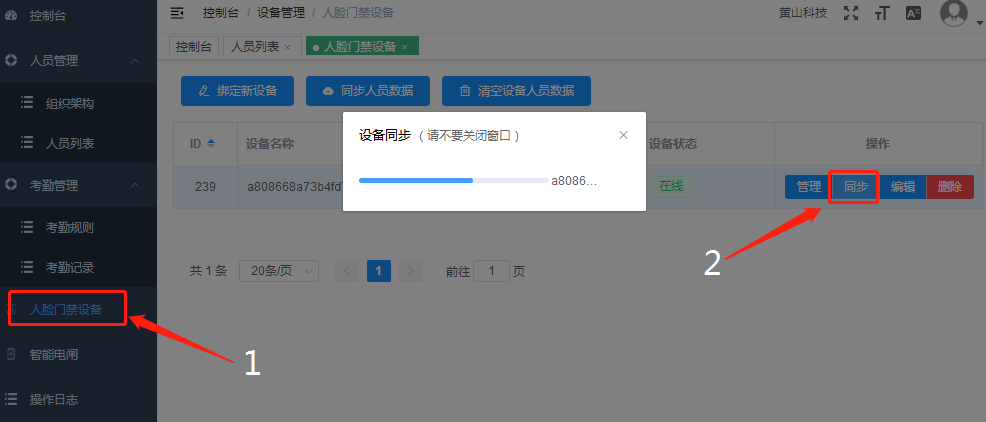 控制台
人员管理
组织架构
人员列表
考勤管理
考勤规则
考勤记录
人脸门禁设备
智能电闸
操作日志
控制台 / 设备管理 / 人脸门禁设备
黄山科技
控制台
人员列表 ×
人脸门禁设备 ×
绑定新设备
同步人员数据
清空设备人员数据
ID
设备名称
设备状态
操作
239
a808668a73b4fd
在线
管理
同步
编辑
删除
设备同步 （请不要关闭窗口）
a8086...
共 1 条
20条/页
1
前往 1 页
1
2